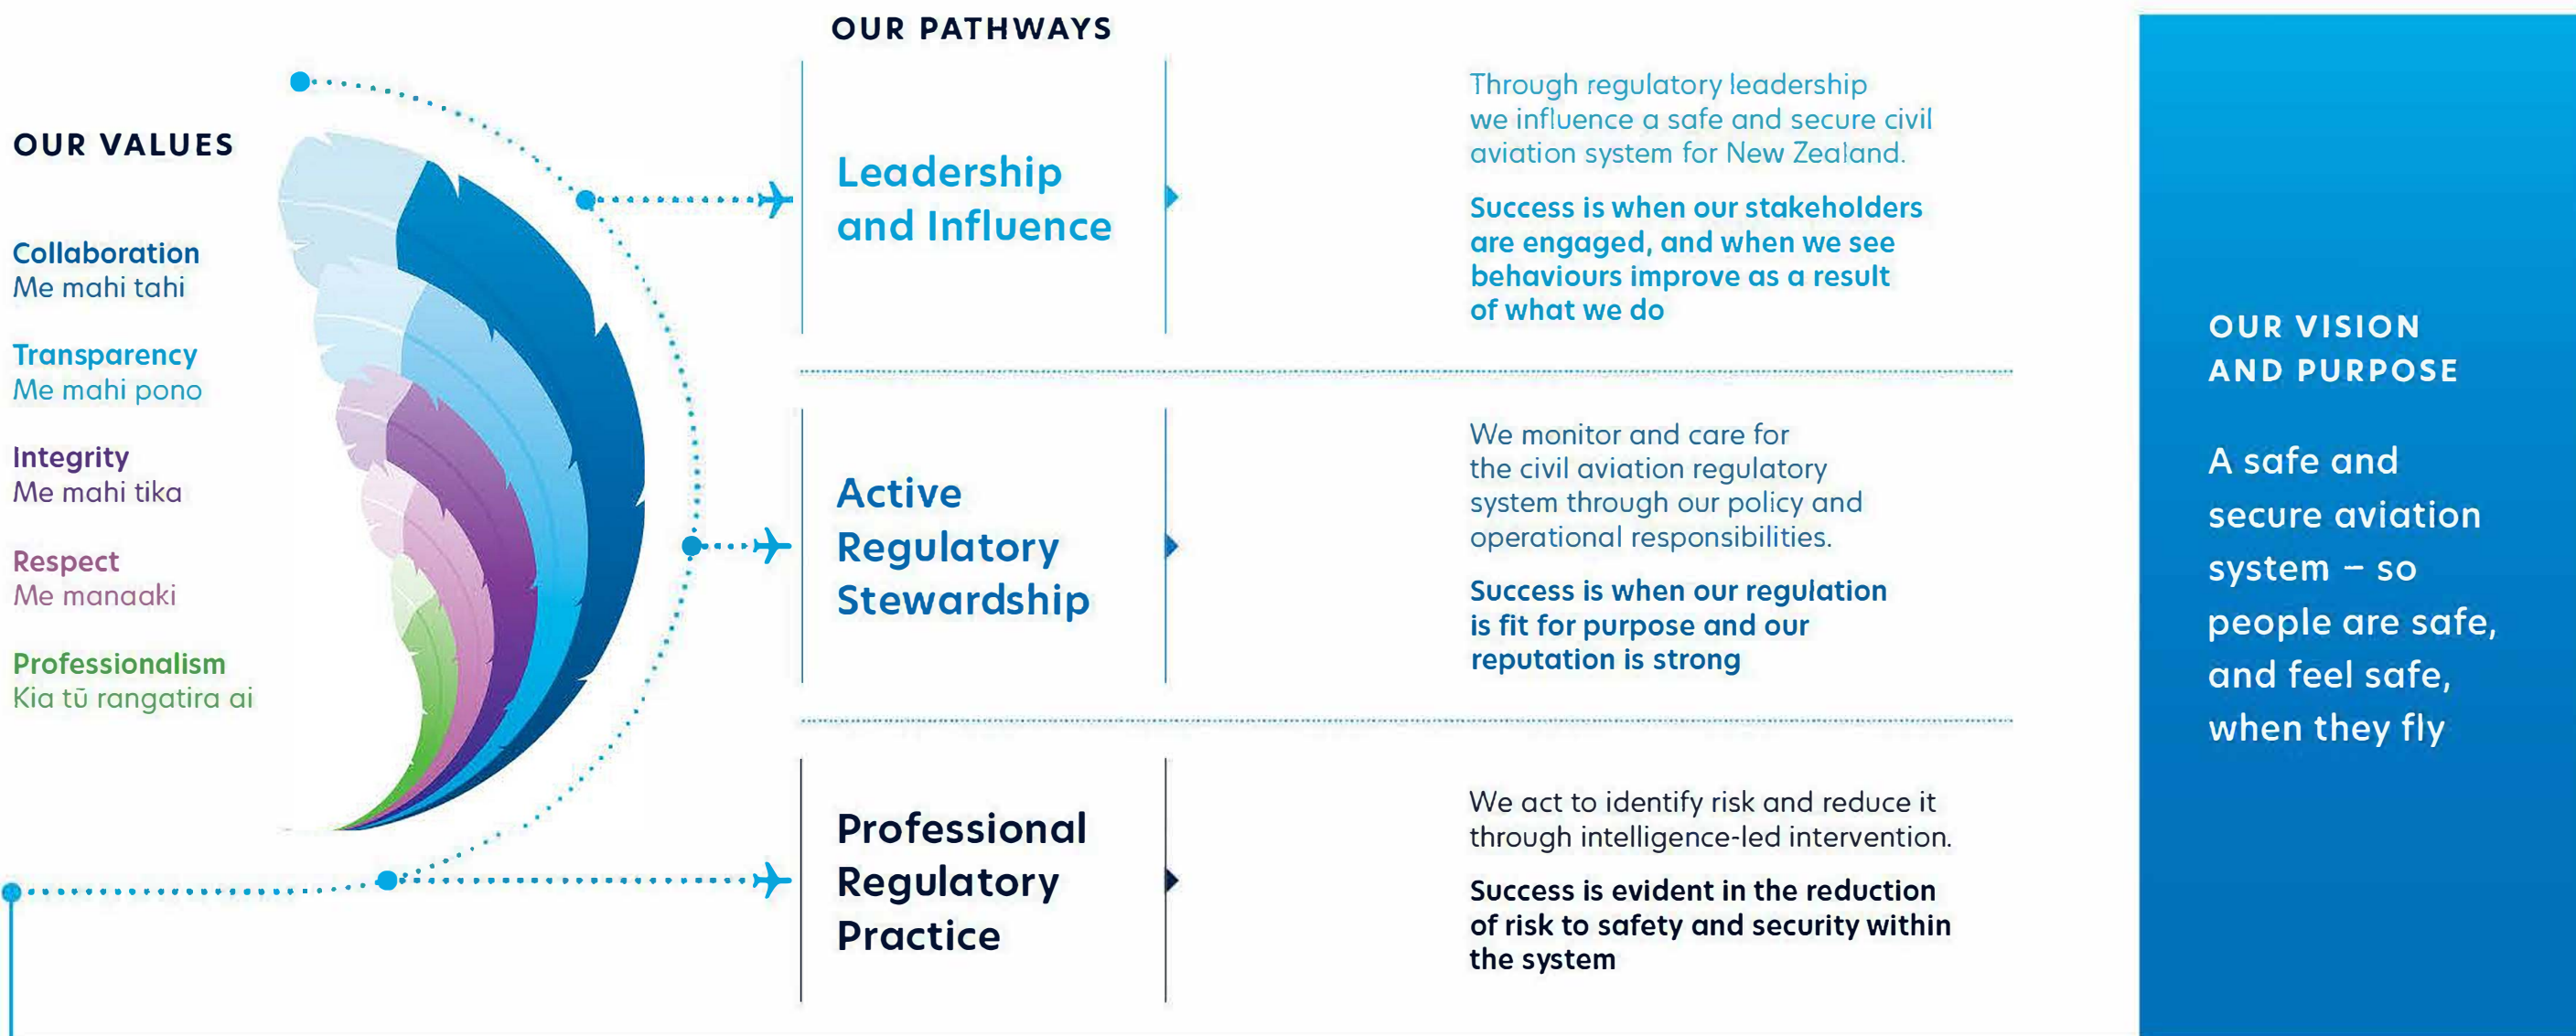 OUR VALUES
Collaboration
Me mahi tahi
Transparency
Me mahi pono
Integrity
Me mahi tika
Respect
Me manaaki
Professionalism
Kia tū rangatira ai
OUR PATHWAYS
Leadership
and Influence
Through regulatory leadership
we influence a safe and secure civil
aviation system for New Zealand.
Success is when our stakeholders
are engaged, and when we see
behaviours improve as a result
of what we do
Active
Regulatory
Stewardship
We monitor and care for
the civil aviation regulatory
system through our policy and
operational responsibilities.
Success is when our regulation
is fit for purpose and our
reputation is strong
Professional
Regulatory
Practice
We act to identify risk and reduce it
through intelligence-led intervention.
Success is evident in the reduction
of risk to safety and security within
the system
OUR VISION
AND PURPOSE
A safe and
secure aviation
system – so
people are safe,
and feel safe,
when they fly